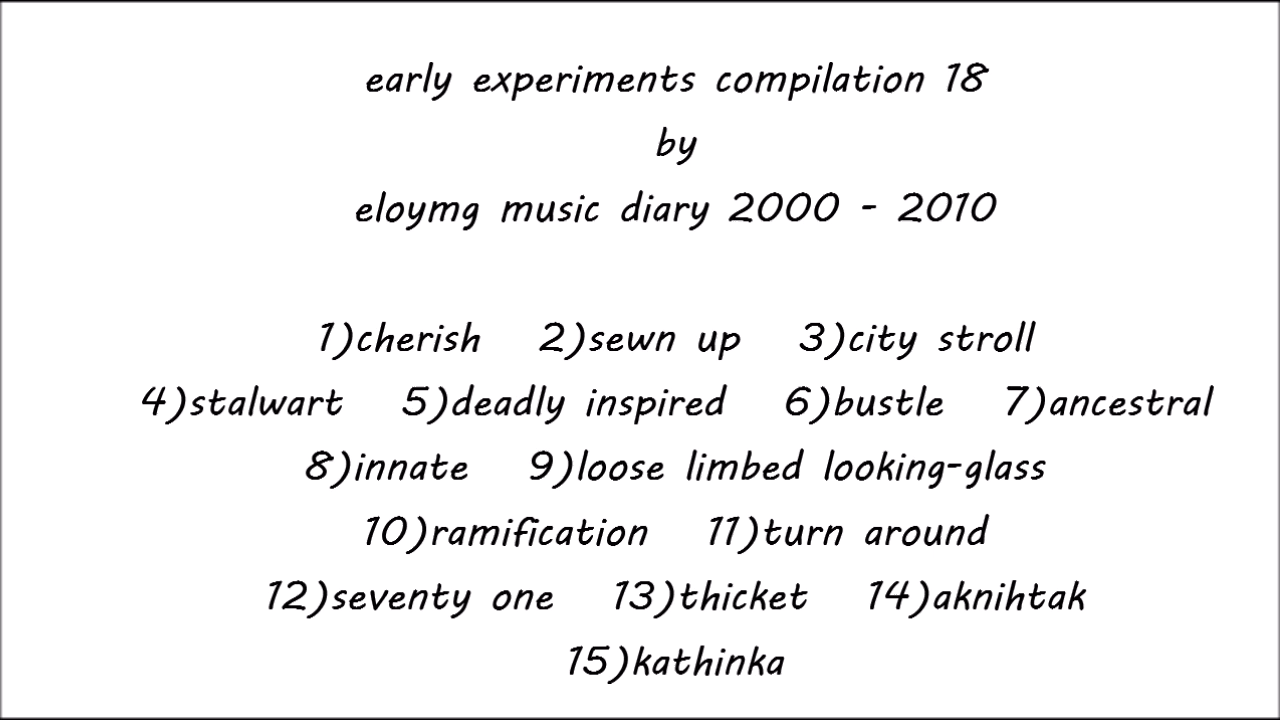 early experiments compilation 18
by
eloymg music diary 2000 - 2010
1)cherish 2)sewn up 3)city stroll
4)stalwart 5)deadly inspired 6)bustle 7)ancestral
8)innate 9)loose limbed looking-glass
10)ramification 11)turn around
12)seventy one 13)thicket 14)aknihtak
15)kathinka